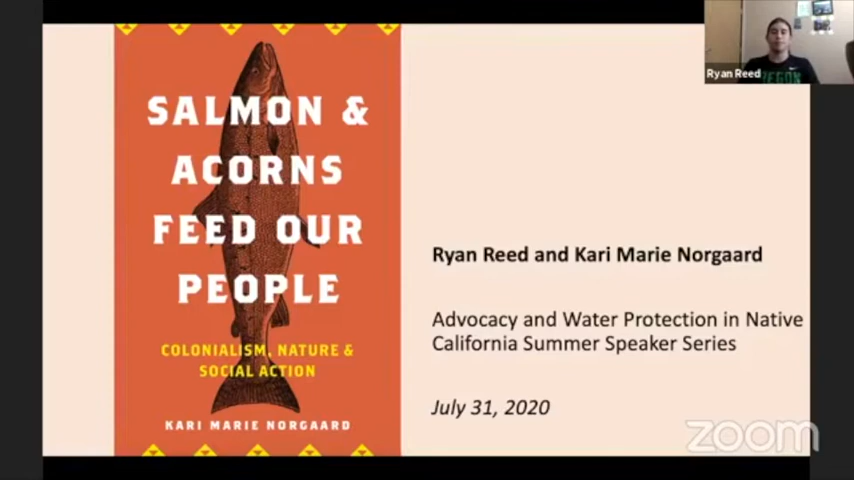 SALMON &
ACORNS
FEED OUR
PEOPLE
COLONIALISM, NATURE &
SOCIAL ACTION
KARI MARIE NORGAARD
Ryan Reed and Kari Marie Norgaard
Advocacy and Water Protection in Native
California Summer Speaker Series
July 31, 2020
Ryan Reed
OREGON
zoom